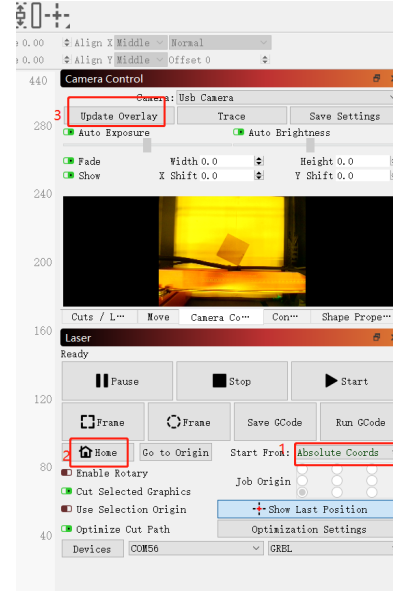 0.00 Align X Middle Normal
0.00 Align Y Middle Offset 0
440 Camera Control
Camera: Usb Camera
3 Update Overlay Trace Save Settings
280 Auto Exposure Auto Brightness
Fade Width 0.0 Height 0.0
Show X Shift 0.0 Y Shift 0.0
240
200
Cuts / L… Move Camera Co… Con… Shape Prope…
160 Laser
Ready
Pause Stop Start
120
Frame Frame Save GCode Run GCode
2 Home Go to Origin Start From: 1 Absolute Coords
80 Enable Rotary
Job Origin
Cut Selected Graphics
Use Selection Origin Show Last Position
40 Optimize Cut Path Optimization Settings
Devices COM56 GRBL